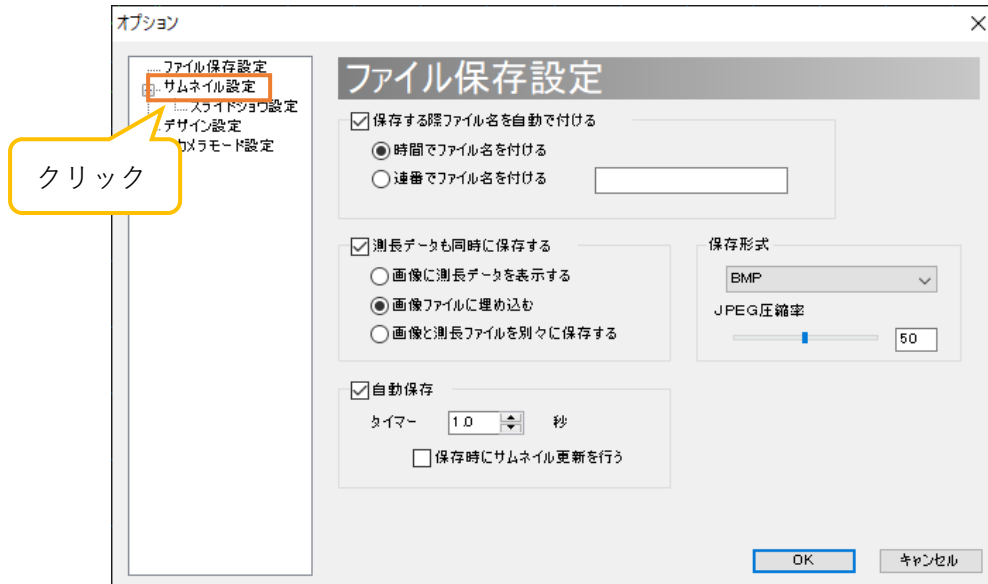 オプション
ファイル保存設定
サムネイル設定
スライドショウ設定
デザイン設定
カメラモード設定
クリック
ファイル保存設定
保存する際ファイル名を自動で付ける
時間でファイル名を付ける
連番でファイル名を付ける
測長データも同時に保存する
画像に測長データを表示する
画像ファイルに埋め込む
画像と測長ファイルを別々に保存する
保存形式
BMP
JPEG圧縮率
50
自動保存
タイマー 1.0 秒
保存時にサムネイル更新を行う
OK キャンセル